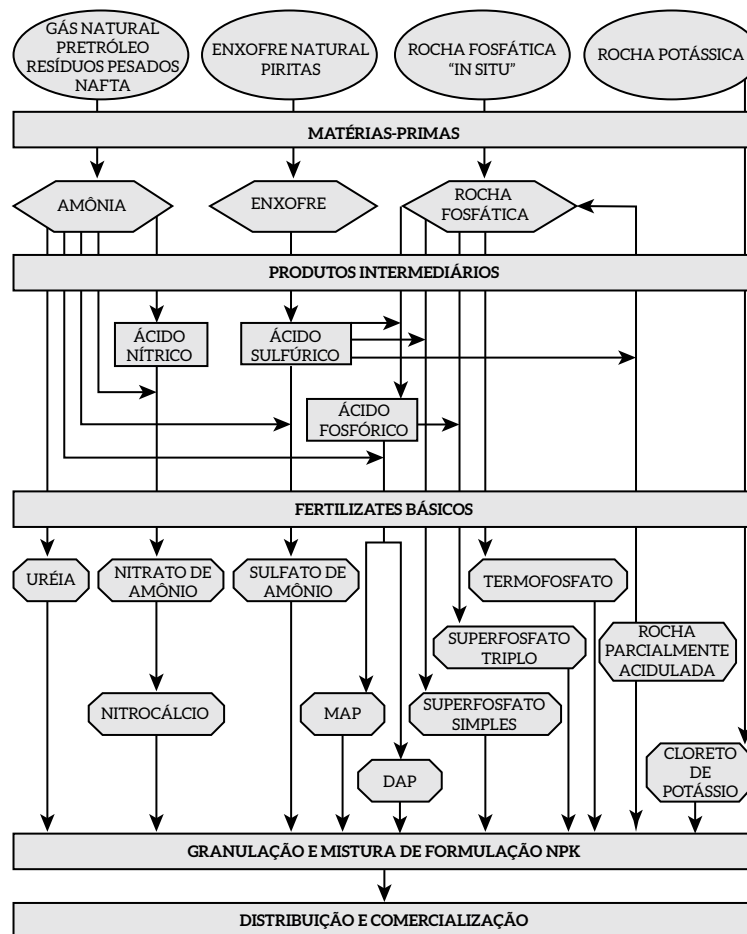 GÁS NATURAL
PRETRÓLEO
RESÍDUOS PESADOS
NAFTA
ENXOFRE NATURAL
PIRITAS
ROCHA FOSFÁTICA
“IN SITU”
ROCHA POTÁSSICA
MATÉRIAS-PRIMAS
AMÔNIA
ENXOFRE
ROCHA
FOSFÁTICA
PRODUTOS INTERMEDIÁRIOS
ÁCIDO
NÍTRICO
ÁCIDO
SULFÚRICO
ÁCIDO
FOSFÓRICO
FERTILIZATES BÁSICOS
URÉIA
NITRATO DE
AMÔNIO
SULFATO DE
AMÔNIO
TERMOFOSFATO
SUPERFOSFATO
TRIPLO
ROCHA
PARCIALMENTE
ACIDULADA
NITROCÁLCIO
MAP
SUPERFOSFATO
SIMPLES
DAP
CLORETO
DE
POTÁSSIO
GRANULAÇÃO E MISTURA DE FORMULAÇÃO NPK
DISTRIBUIÇÃO E COMERCIALIZAÇÃO